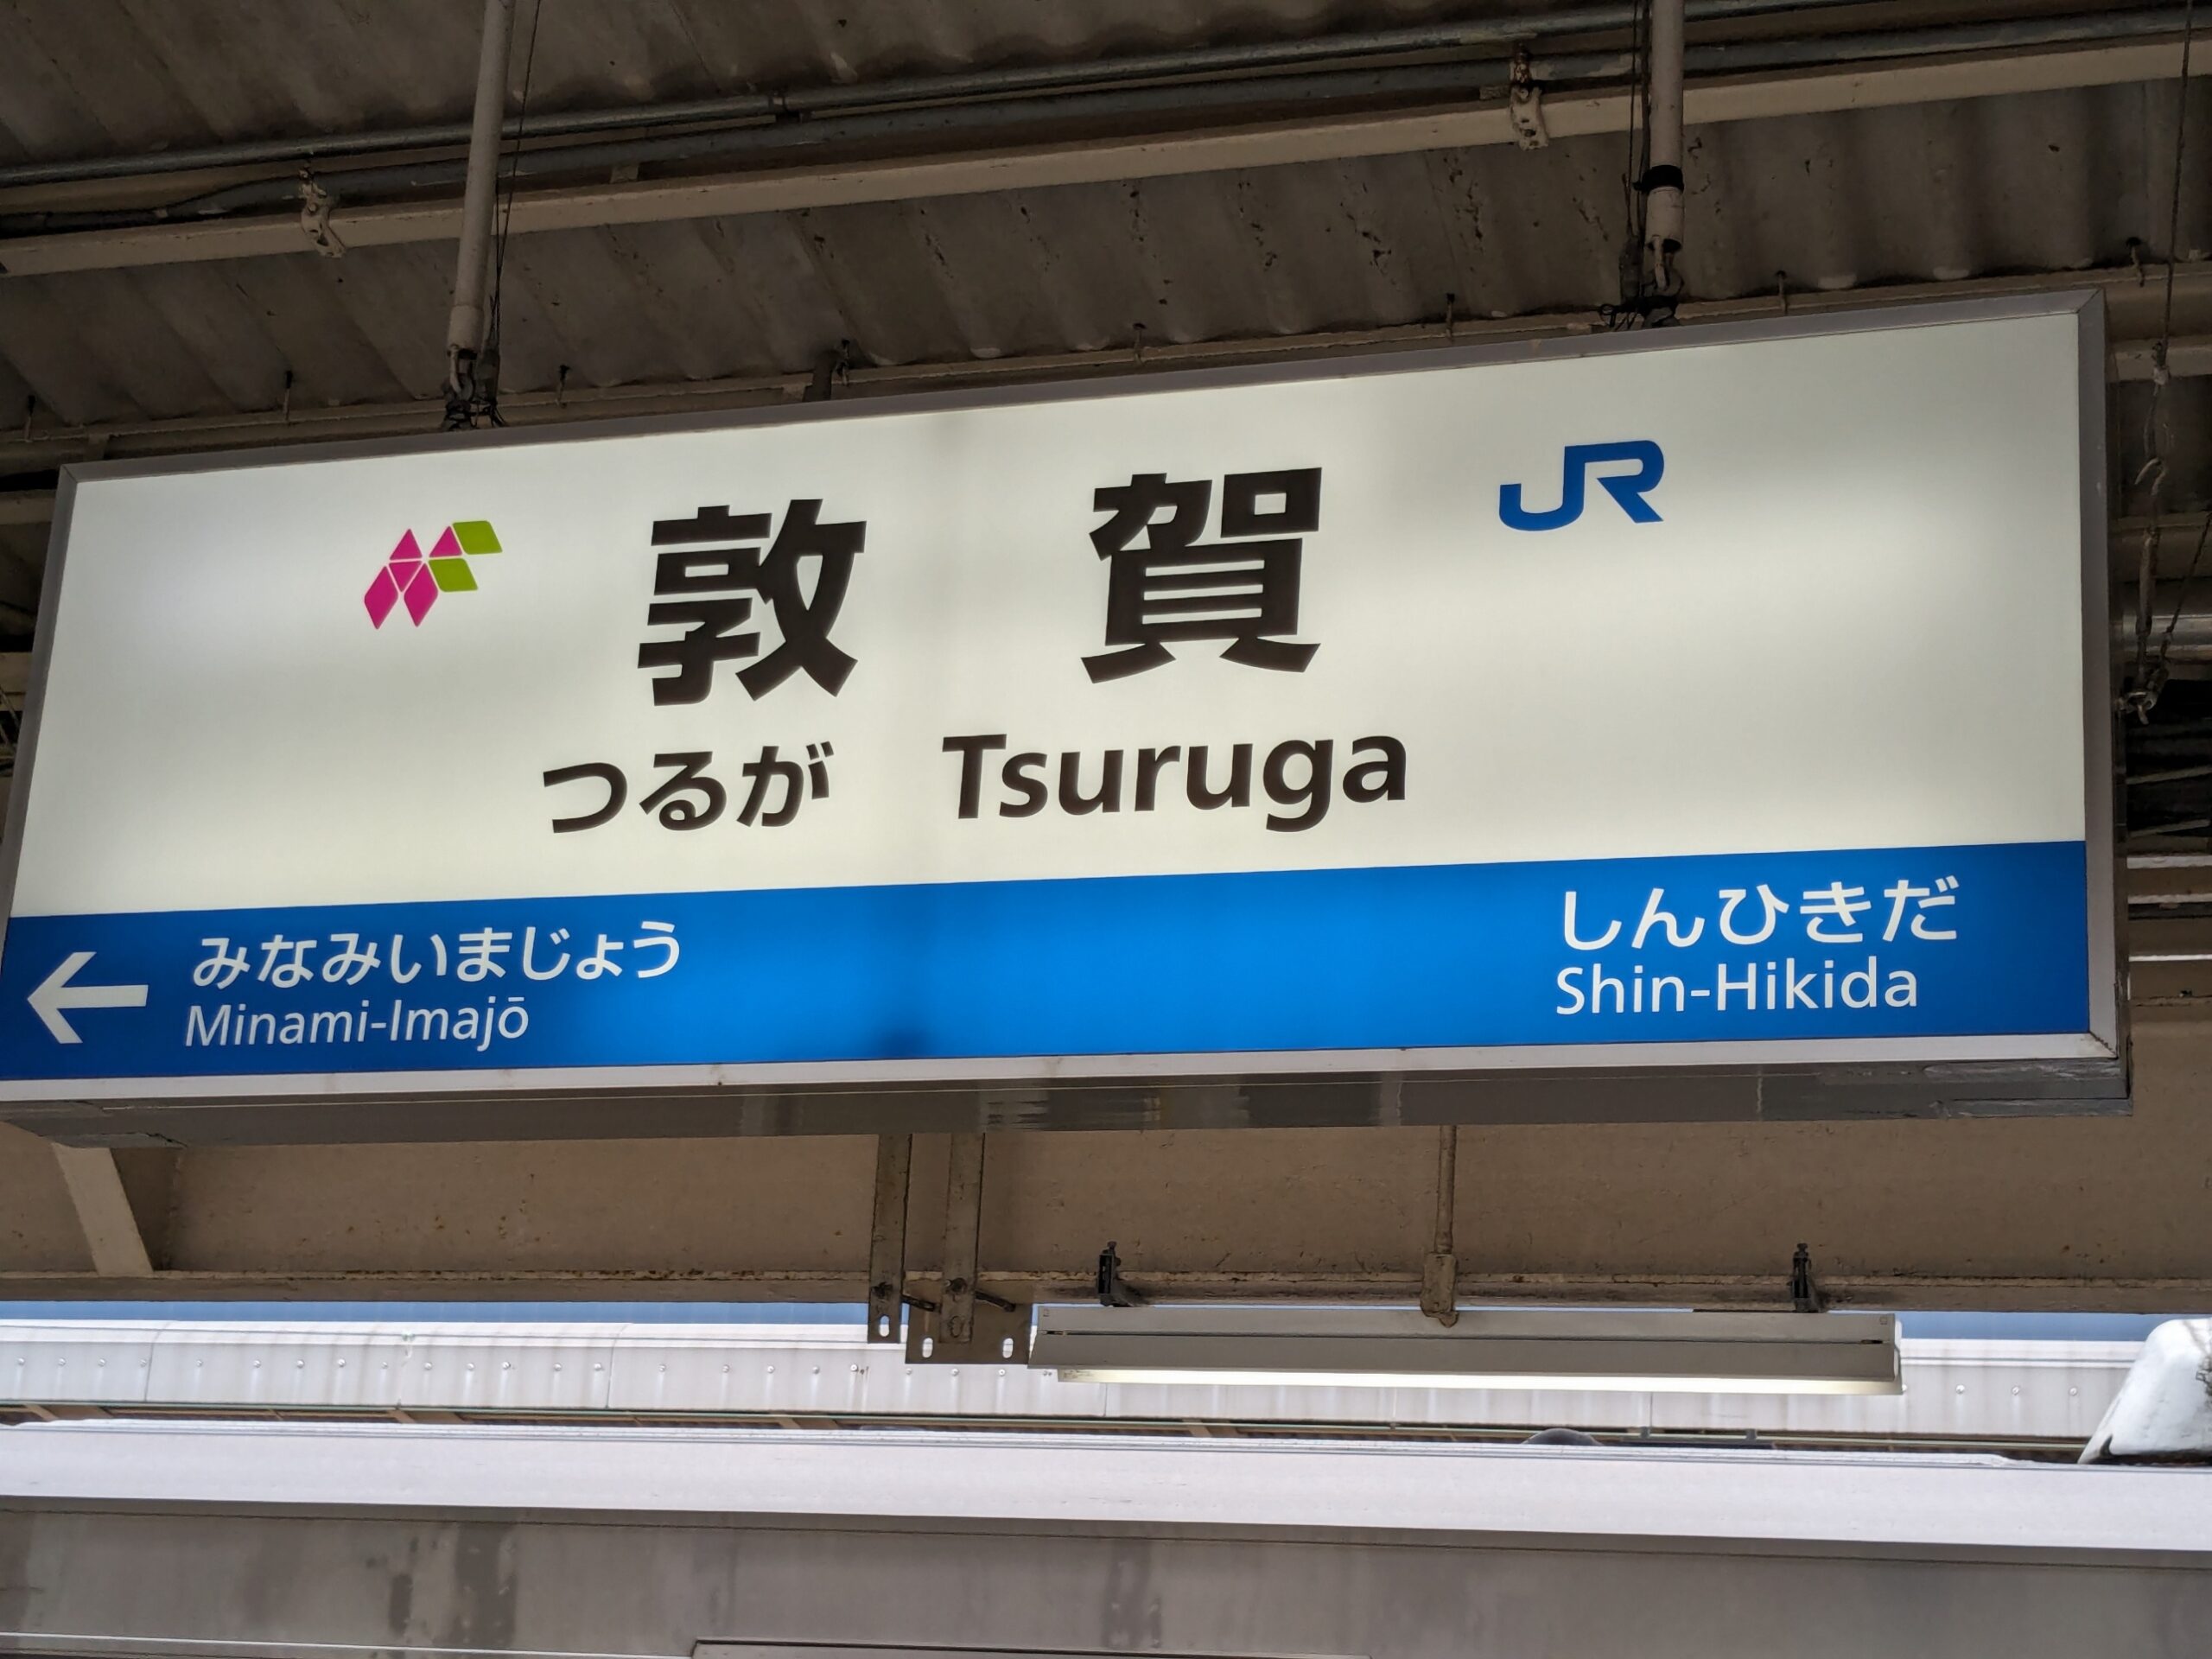 敦賀
JR
つるが Tsuruga
みなみいまじょう
Minami-Imajō
しんひきだ
Shin-Hikida